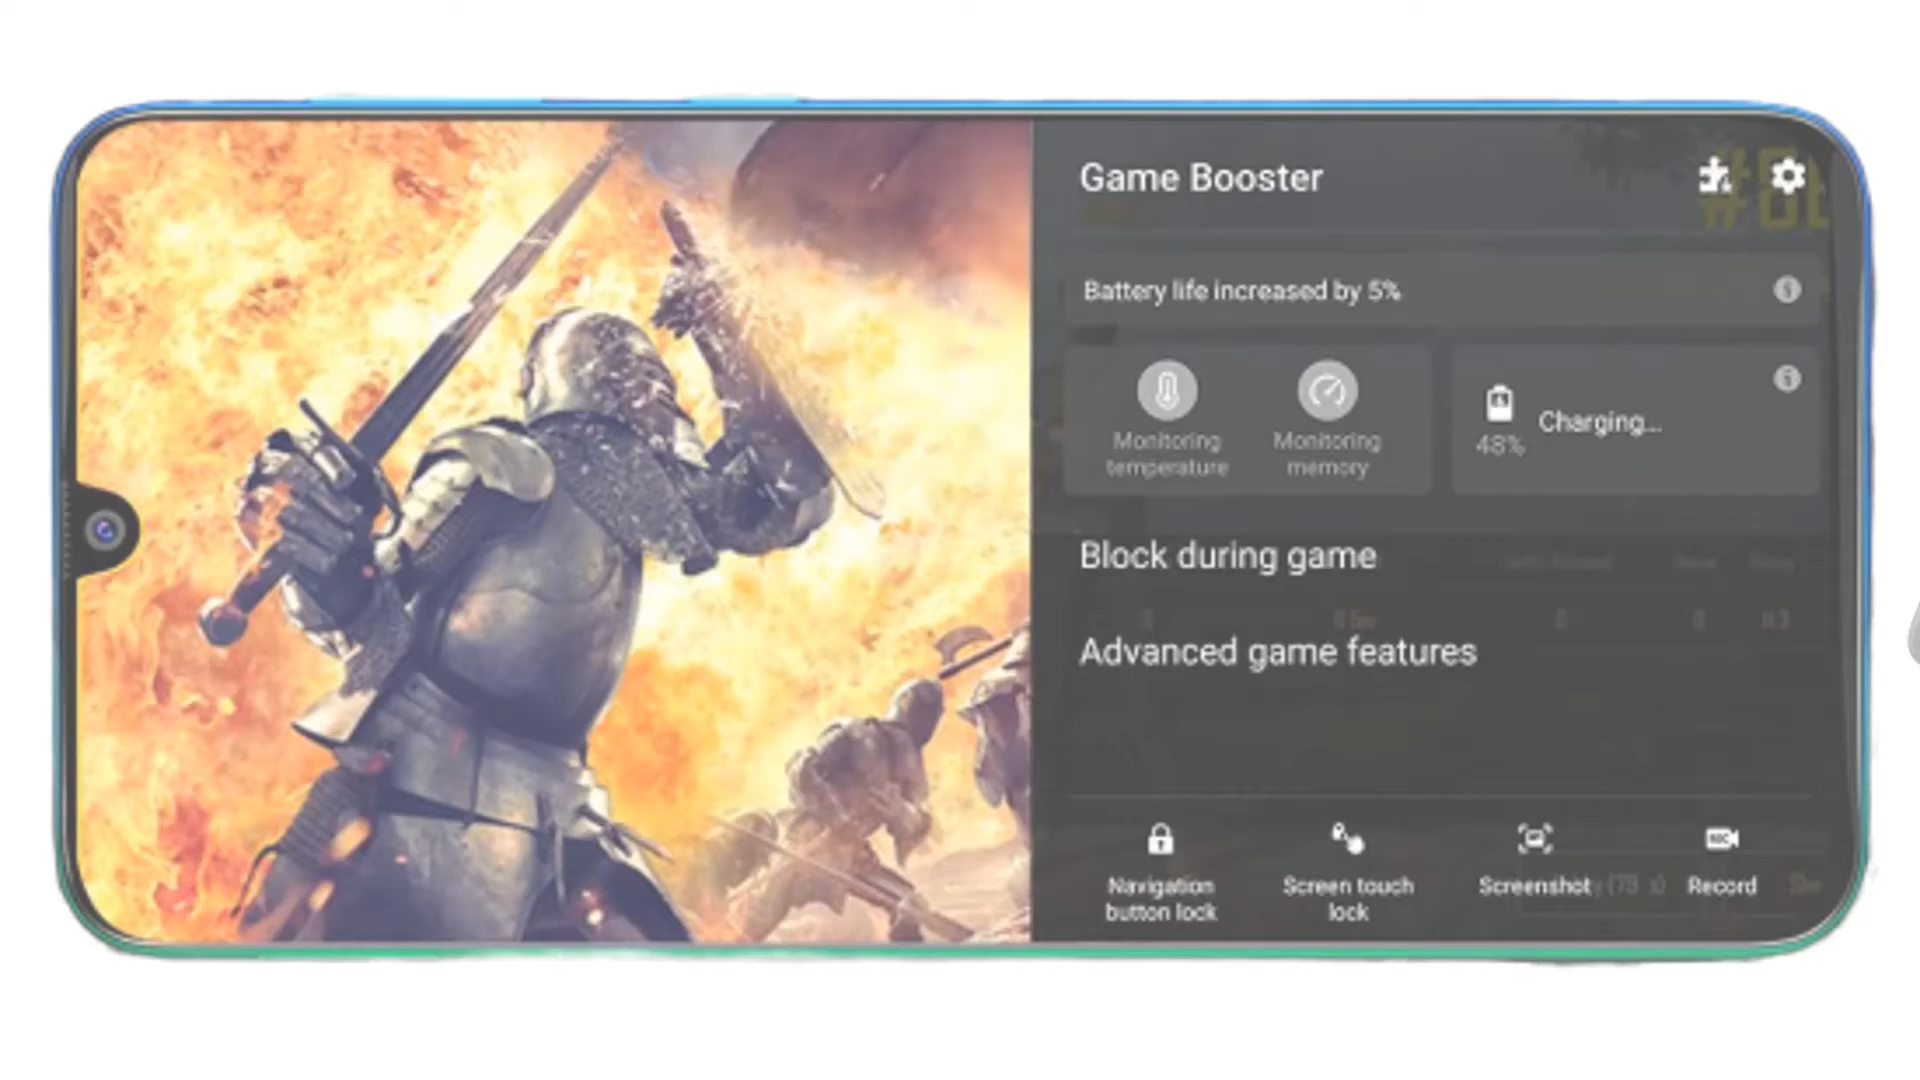 Game Booster
Battery life increased by 5%
Monitoring
temperature
Monitoring
memory
48%
Charging...
Block during game
Advanced game features
Navigation
button lock
Screen touch
lock
Screenshot
Record